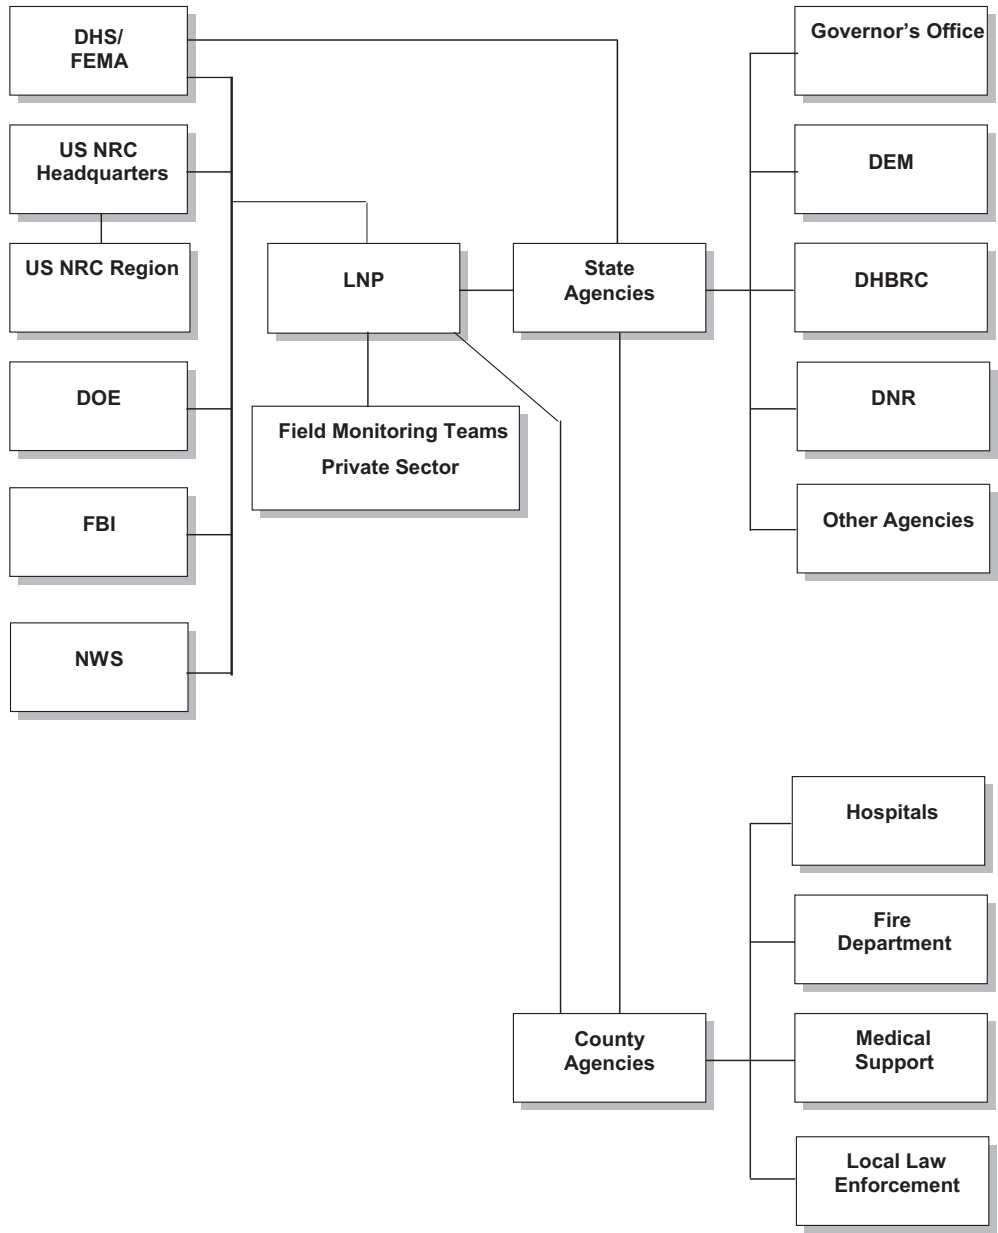 DHS/
FEMA
US NRC
Headquarters
US NRC Region
DOE
FBI
NWS
LNP
Field Monitoring Teams
Private Sector
State
Agencies
Governor's Office
DEM
DHBRC
DNR
Other Agencies
County
Agencies
Hospitals
Fire
Department
Medical
Support
Local Law
Enforcement